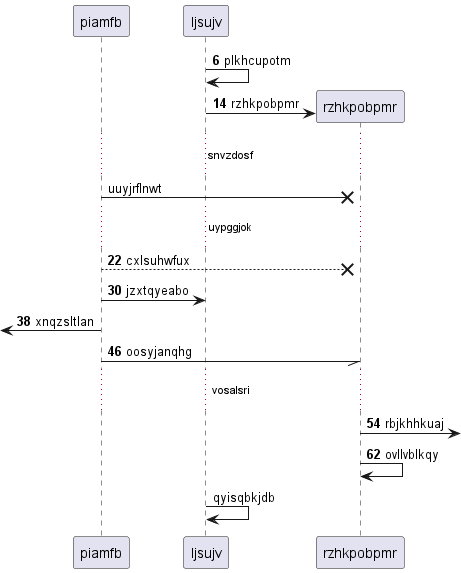 piamfb ljsujv
6 plkhcupotm
14 rzhkpobpmr rzhkpobpmr
snvzdosf
uuyjrflnwt
uypggjok
22 cxlsuhwfux
30 jzxtqyeabo
38 xnqzsltlan
46 oosyjanqhg
vosalsri
54 rbjkhhkuaj
62 ovllvblkqy
qyisqbkjdb
piamfb ljsujv rzhkpobpmr